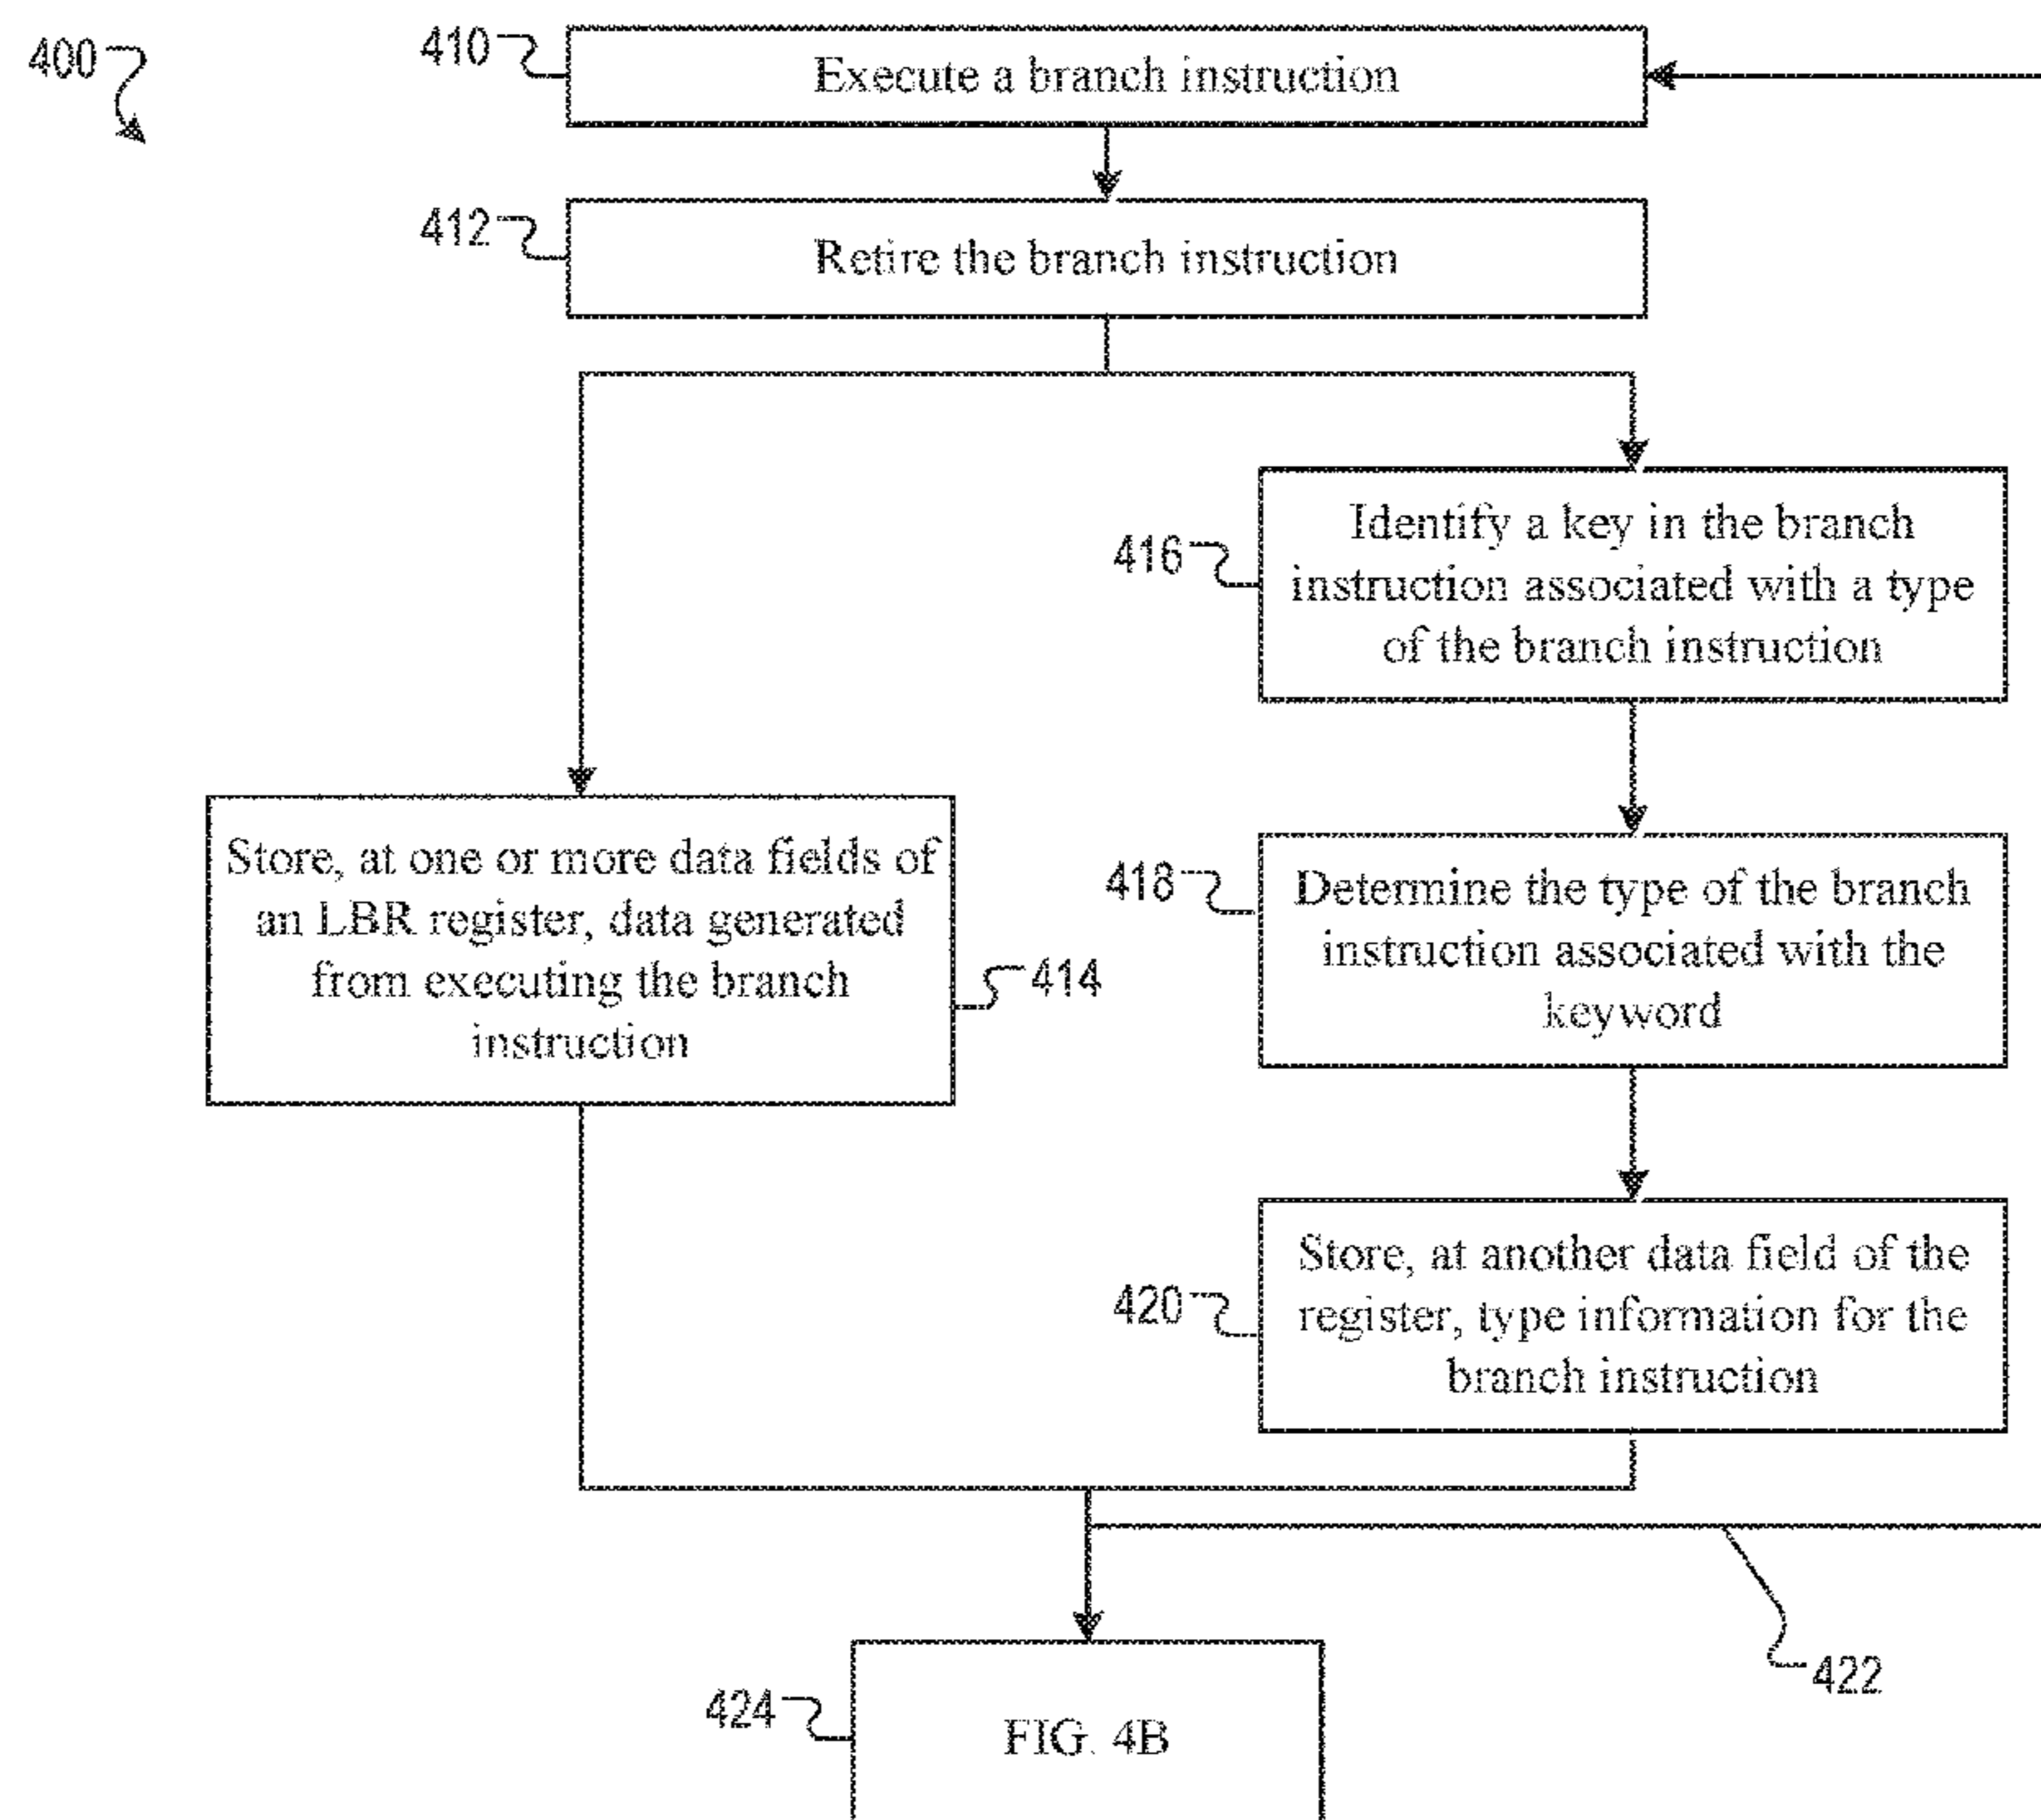 400
410
Execute a branch instruction
412
Retire the branch instruction
416
Identify a key in the branch
instruction associated with a type
of the branch instruction
Store, at one or more data fields of
an LBR register, data generated
from executing the branch
instruction
414
418
Determine the type of the branch
instruction associated with the
keyword
420
Store, at another data field of the
register, type information for the
branch instruction
422
424
FIG. 4B